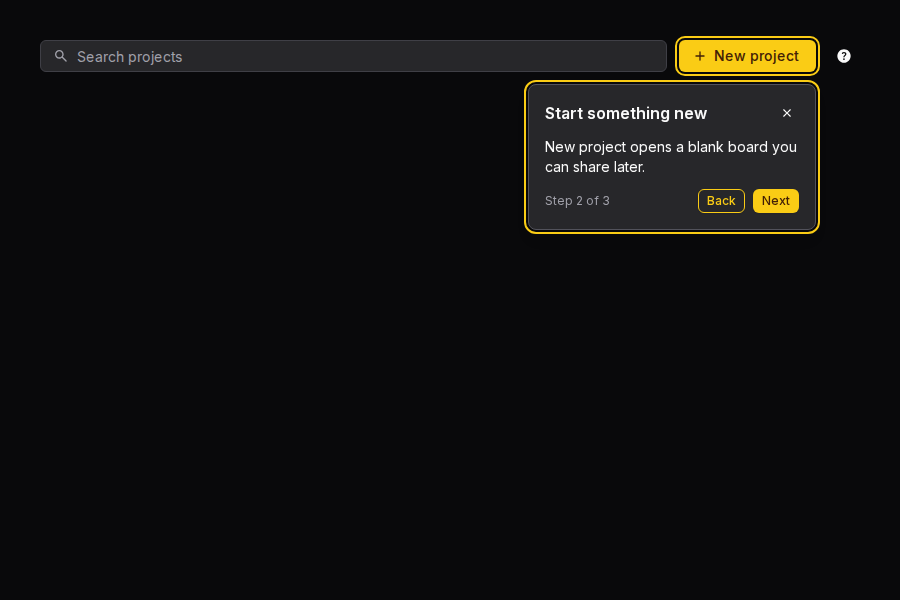 Search projects
New project
Start something new
New project opens a blank board you
can share later.
Step 2 of 3
Back
Next